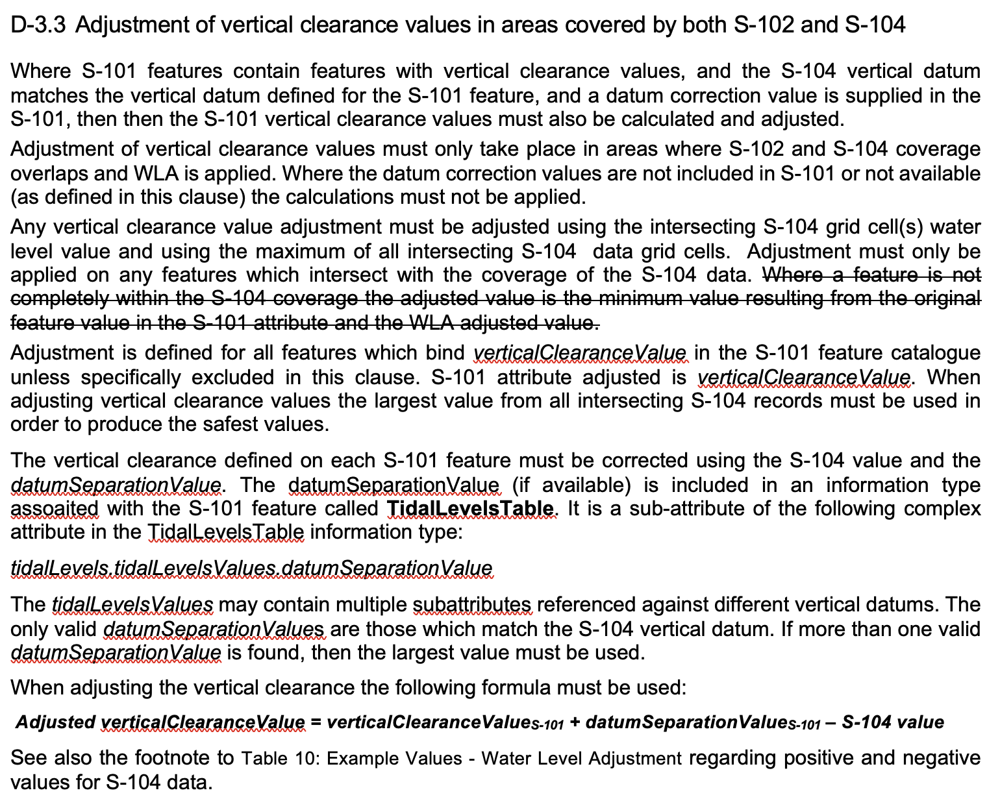 D-3.3 Adjustment of vertical clearance values in areas covered by both S-102 and S-104
Where S-101 features contain features with vertical clearance values, and the S-104 vertical datum
matches the vertical datum defined for the S-101 feature, and a datum correction value is supplied in the
S-101, then then the S-101 vertical clearance values must also be calculated and adjusted.
Adjustment of vertical clearance values must only take place in areas where S-102 and S-104 coverage
overlaps and WLA is applied. Where the datum correction values are not included in S-101 or not available
(as defined in this clause) the calculations must not be applied.
Any vertical clearance value adjustment must be adjusted using the intersecting S-104 grid cell(s) water
level value and using the maximum of all intersecting S-104 data grid cells. Adjustment must only be
applied on any features which intersect with the coverage of the S-104 data. Where a feature is not
completely within the S-104 coverage the adjusted value is the minimum value resulting from the original
feature value in the S-101 attribute and the WLA adjusted value.
Adjustment is defined for all features which bind verticalClearanceValue in the S-101 feature catalogue
unless specifically excluded in this clause. S-101 attribute adjusted is verticalClearanceValue. When
adjusting vertical clearance values the largest value from all intersecting S-104 records must be used in
order to produce the safest values.
The vertical clearance defined on each S-101 feature must be corrected using the S-104 value and the
datumSeparationValue. The datumSeparationValue (if available) is included in an information type
assoaited with the S-101 feature called TidalLevelsTable. It is a sub-attribute of the following complex
attribute in the TidalLevelsTable information type:
tidalLevels.tidalLevelsValues.datumSeparationValue
The tidalLevelsValues may contain multiple subattributes referenced against different vertical datums. The
only valid datumSeparationValues are those which match the S-104 vertical datum. If more than one valid
datumSeparationValue is found, then the largest value must be used.
When adjusting the vertical clearance the following formula must be used:
Adjusted verticalClearanceValue = verticalClearanceValueS-101 + datumSeparationValueS-101 – S-104 value
See also the footnote to Table 10: Example Values - Water Level Adjustment regarding positive and negative
values for S-104 data.